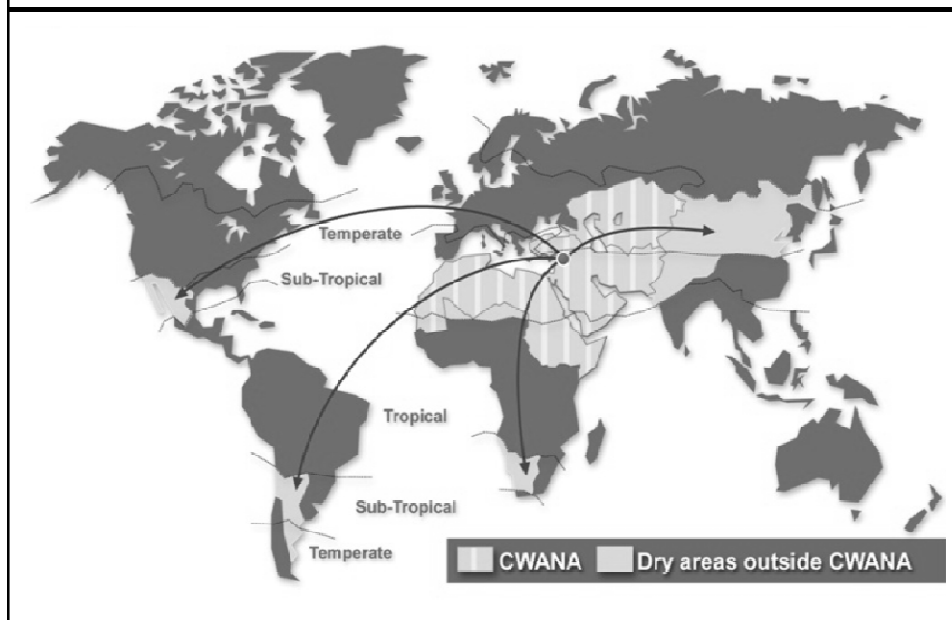 Temperate
Sub-Tropical
Tropical
Sub-Tropical
Temperate
CWANA Dry areas outside CWANA